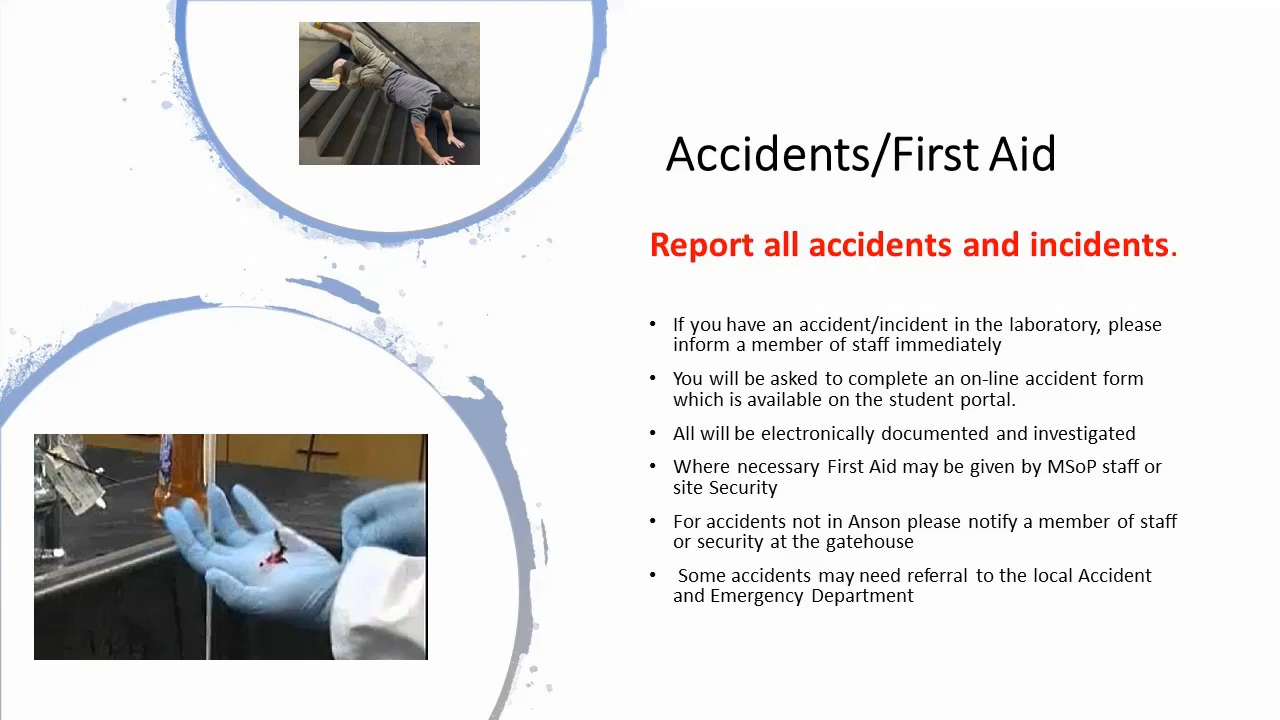 Accidents/First Aid
Report all accidents and incidents.
• If you have an accident/incident in the laboratory, please
inform a member of staff immediately
• You will be asked to complete an on-line accident form
which is available on the student portal.
• All will be electronically documented and investigated
• Where necessary First Aid may be given by MSoP staff or
site Security
• For accidents not in Anson please notify a member of staff
or security at the gatehouse
• Some accidents may need referral to the local Accident
and Emergency Department